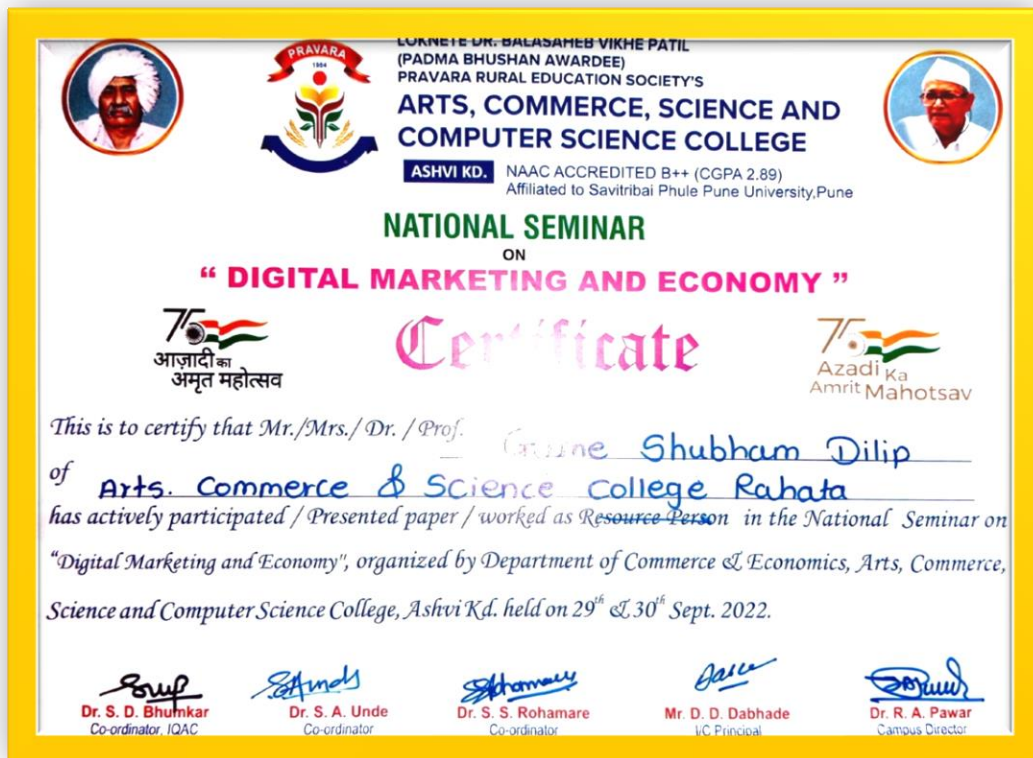 LOKNETE DR. BALASAHEB VIKHE PATIL
(PADMA BHUSHAN AWARDEE)
PRAVARA RURAL EDUCATION SOCIETY'S
ARTS, COMMERCE, SCIENCE AND
COMPUTER SCIENCE COLLEGE
PRAVARA
1964
ASHVI KD. NAAC ACCREDITED B++ (CGPA 2.89)
Affiliated to Savitribai Phule Pune University,Pune
NATIONAL SEMINAR
ON
“ DIGITAL MARKETING AND ECONOMY ”
75
आज़ादी का
अमृत महोत्सव
Certificate
75
Azadi Ka
Amrit Mahotsav
This is to certify that Mr./Mrs./ Dr. / Prof. Shubham Dilip
of Arts. Commerce & Science College Rahata
has actively participated / Presented paper / worked as Resource Person in the National Seminar on
"Digital Marketing and Economy", organized by Department of Commerce & Economics, Arts, Commerce,
Science and Computer Science College, Ashvi Kd. held on 29th & 30th Sept. 2022.
Dr. S. D. Bhumkar
Co-ordinator, IQAC
Dr. S. A. Unde
Co-ordinator
Dr. S. S. Rohamare
Co-ordinator
Mr. D. D. Dabhade
I/C Principal
Dr. R. A. Pawar
Campus Director